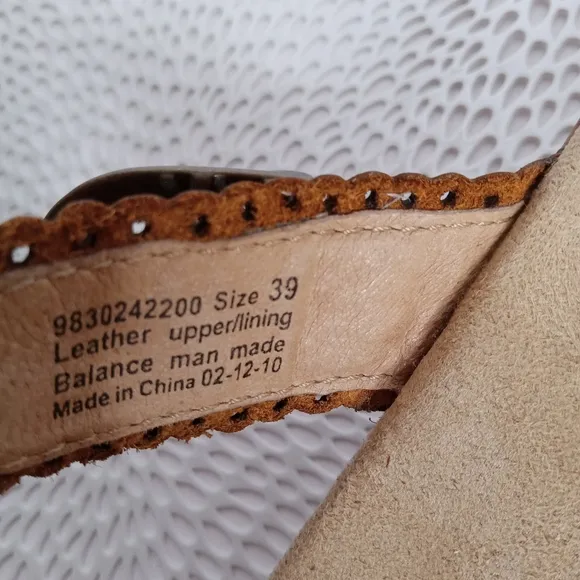 9830242200 Size 39
Leather upper/lining
Balance man made
Made in China 02-12-10